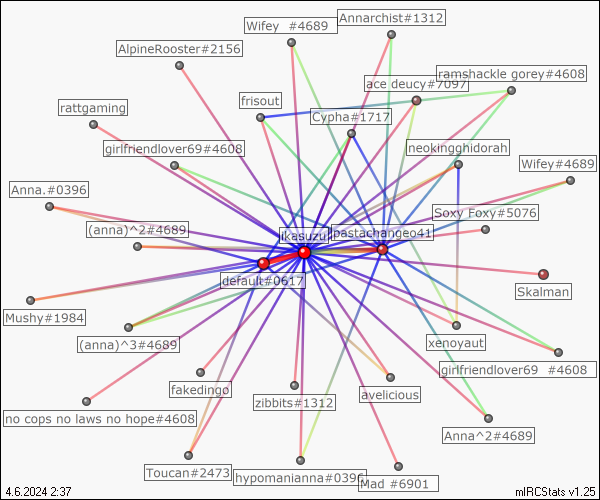 Annarchist#1312
Wifey _#4689
AlpineRooster#2156
ramshackle gorey#4608
ace deucy#7097
frisout
rattgaming
Cypha#1717
neokingghidorah
girlfriendlover69#4608
Wifey#4689
Anna.#0396
Soxy Foxy#5076
(anna)^2#4689
ikasuzu
pastachangeo41
default#0617
Skalman
Mushy#1984
(anna)^3#4689
xenoyaut
girlfriendlover69_#4608
fakedingo
avelicious
zibbits#1312
no cops no laws no hope#4608
Anna^2#4689
Toucan#2473
hypomanianna#0396
Mad_#6901
4.6.2024 2:37
mIRCStats v1.25